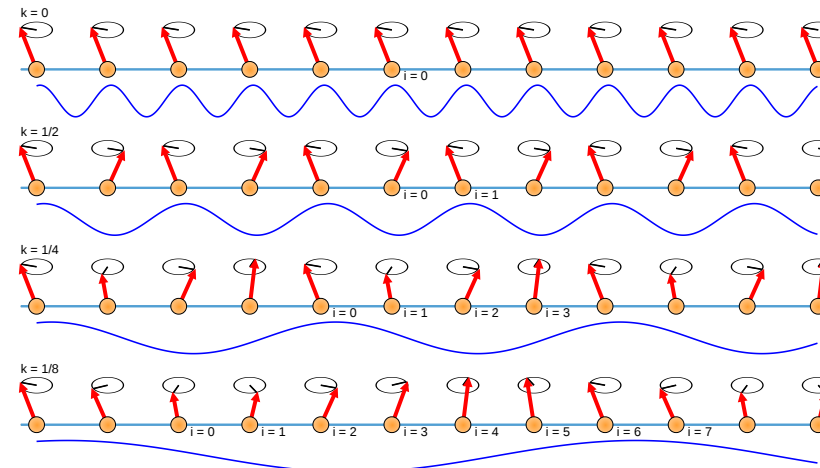 k = 0
i = 0
k = 1/2
i = 0 i = 1
k = 1/4
i = 0 i = 1 i = 2 i = 3
k = 1/8
i = 0 i = 1 i = 2 i = 3 i = 4 i = 5 i = 6 i = 7